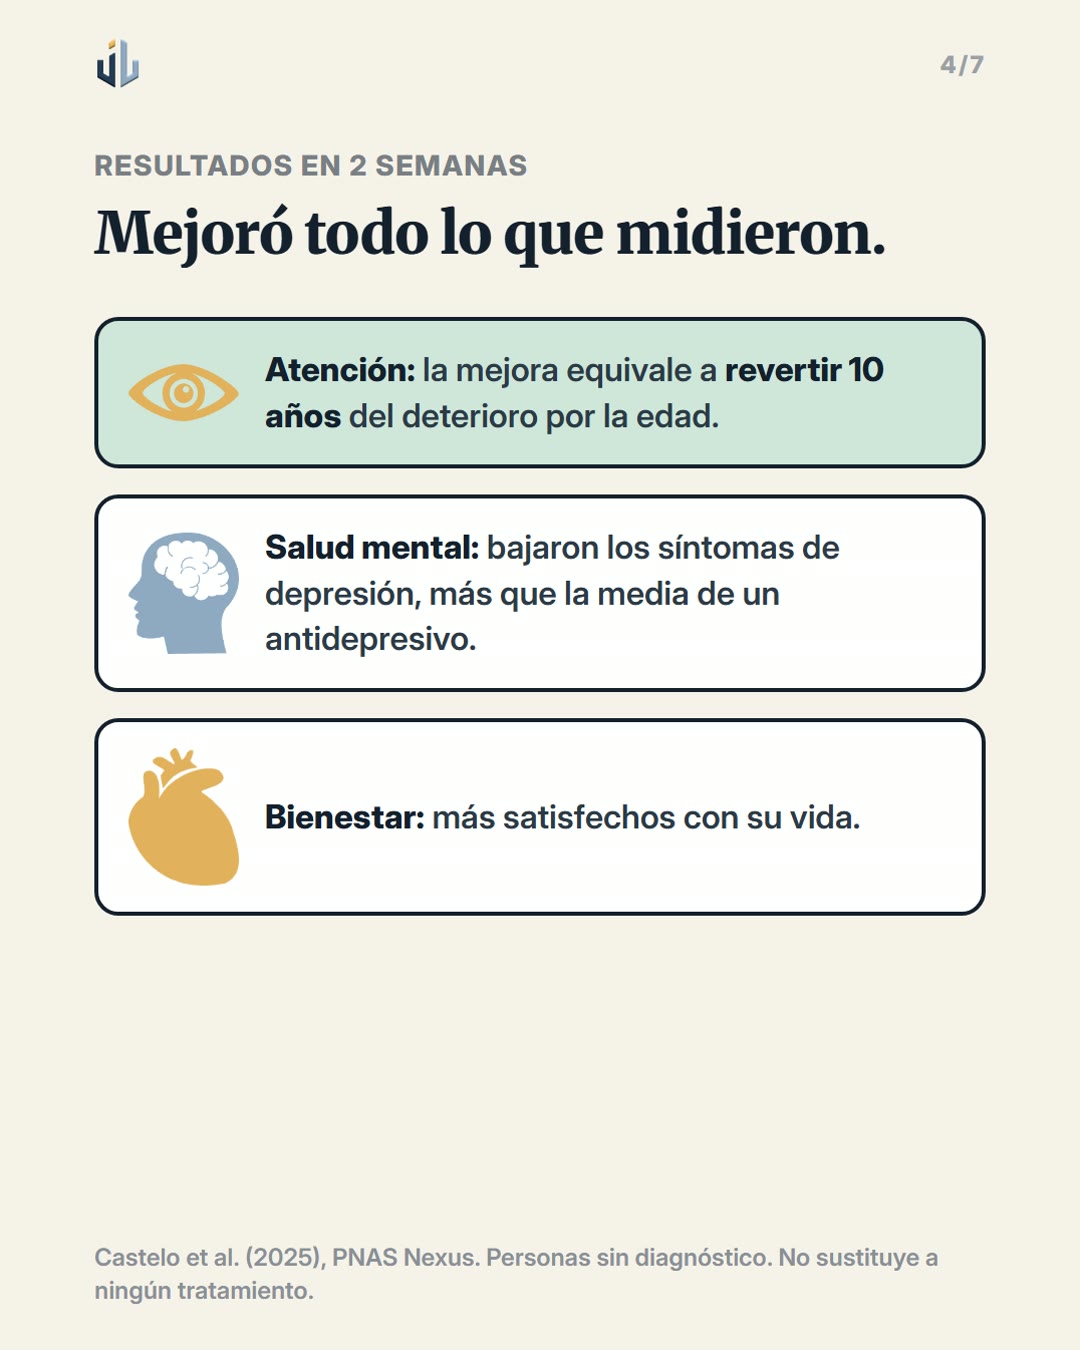 4/7
RESULTADOS EN 2 SEMANAS
Mejoró todo lo que midieron.
Atención: la mejora equivale a revertir 10
años del deterioro por la edad.
Salud mental: bajaron los síntomas de
depresión, más que la media de un
antidepresivo.
Bienestar: más satisfechos con su vida.
Castelo et al. (2025), PNAS Nexus. Personas sin diagnóstico. No sustituye a
ningún tratamiento.